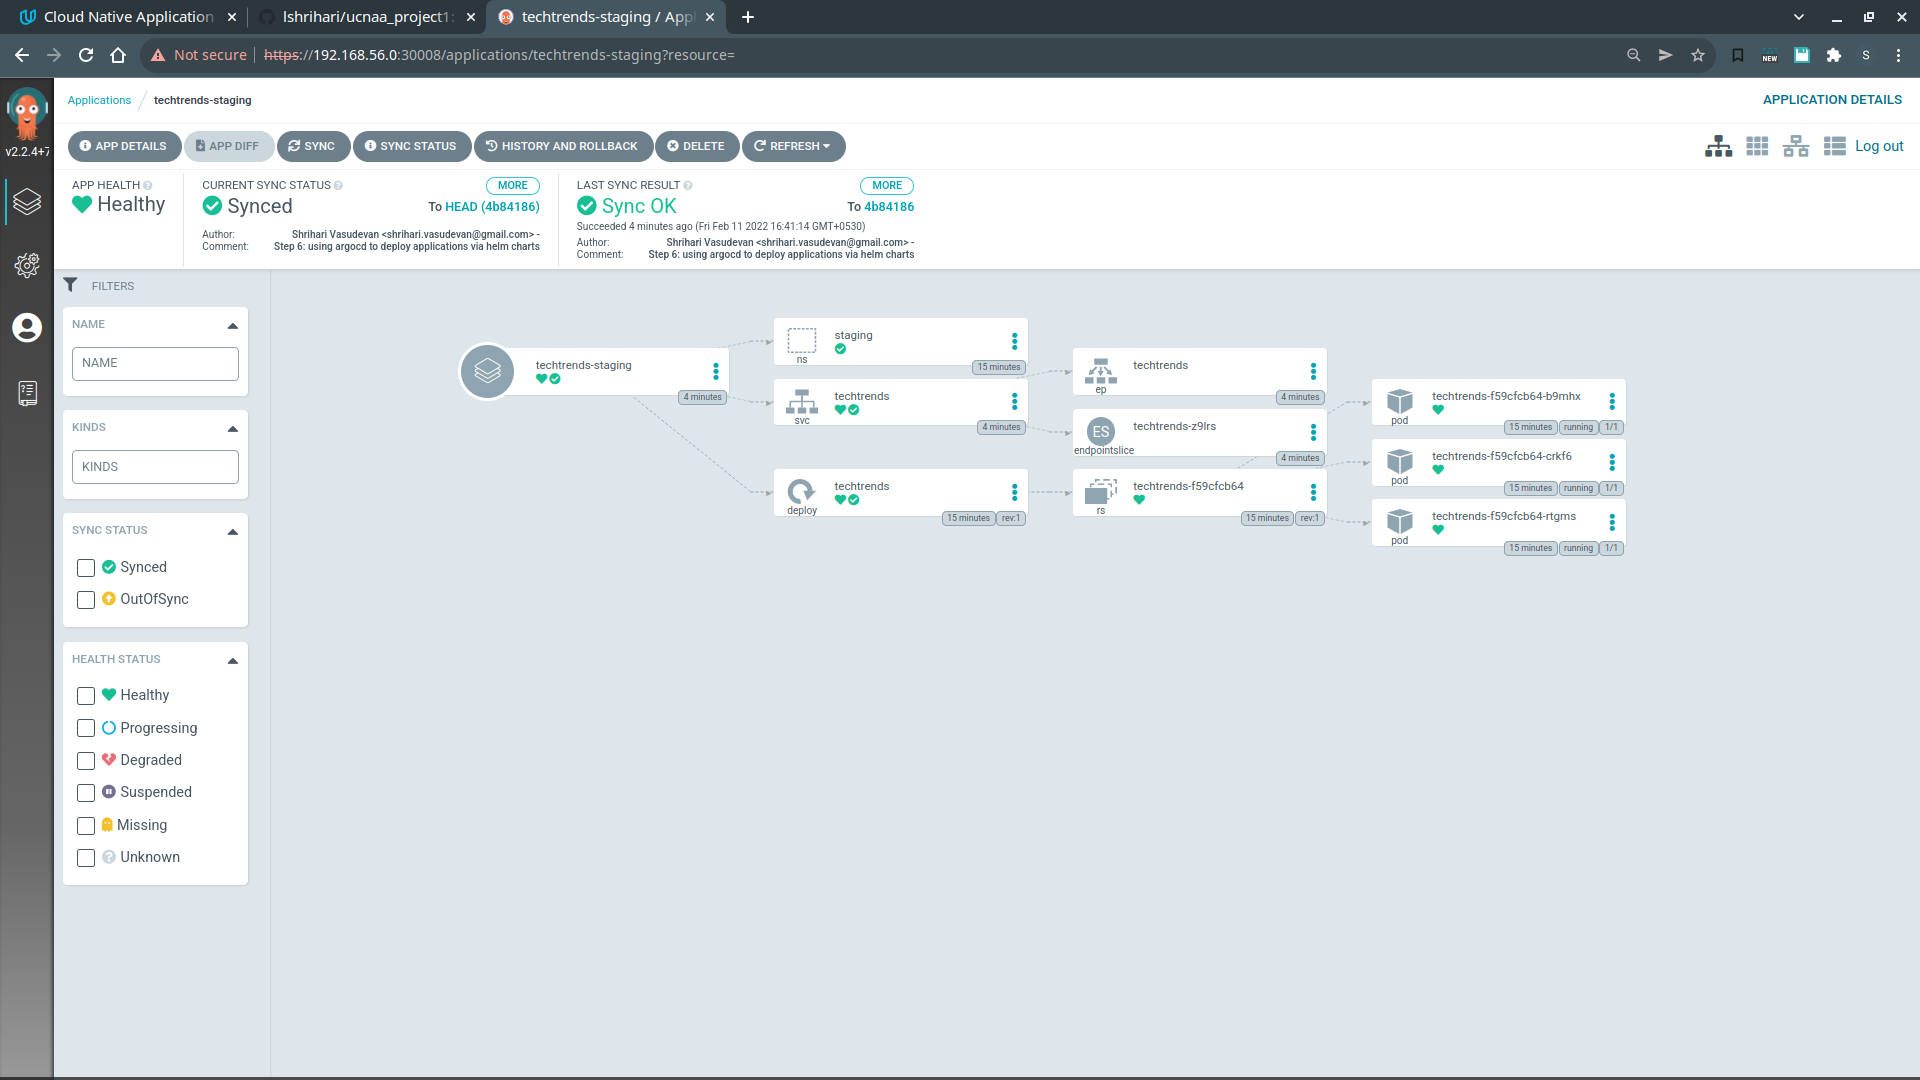 Cloud Native Application
lshrihari/ucnaa_project1:
techtrends-staging / Appl
Not secure
https://192.168.56.0:30008/applications/techtrends-staging?resource=
NEW
S
v2.2.4+7
Applications / techtrends-staging
APPLICATION DETAILS
APP DETAILS
APP DIFF
SYNC
SYNC STATUS
HISTORY AND ROLLBACK
DELETE
REFRESH
Log out
APP HEALTH
Healthy
CURRENT SYNC STATUS
MORE
Synced
To HEAD (4b84186)
Author: Shrihari Vasudevan <shrihari.vasudevan@gmail.com> -
Comment: Step 6: using argocd to deploy applications via helm charts
LAST SYNC RESULT
MORE
Sync OK
To 4b84186
Succeeded 4 minutes ago (Fri Feb 11 2022 16:41:14 GMT+0530)
Author: Shrihari Vasudevan <shrihari.vasudevan@gmail.com> -
Comment: Step 6: using argocd to deploy applications via helm charts
FILTERS
NAME
NAME
KINDS
KINDS
SYNC STATUS
Synced
OutOfSync
HEALTH STATUS
Healthy
Progressing
Degraded
Suspended
Missing
Unknown
techtrends-staging
4 minutes
staging
ns
15 minutes
techtrends
svc
4 minutes
techtrends
deploy
15 minutes
rev:1
techtrends
ep
4 minutes
ES
techtrends-z9lrs
endpointslice
4 minutes
techtrends-f59cfcb64
rs
15 minutes
rev:1
techtrends-f59cfcb64-b9mhx
pod
15 minutes
running
1/1
techtrends-f59cfcb64-crkf6
pod
15 minutes
running
1/1
techtrends-f59cfcb64-rtgms
pod
15 minutes
running
1/1